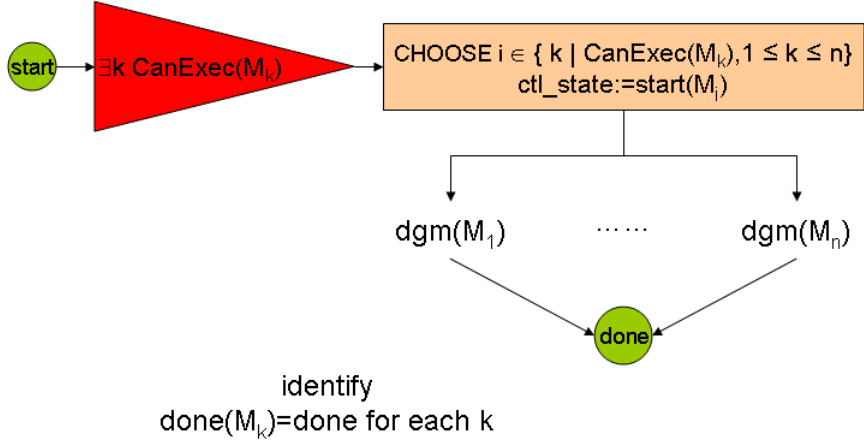 start
∃k CanExec(Mₖ)
CHOOSE i ∈ { k | CanExec(Mₖ),1 ≤ k ≤ n}
ctl_state:=start(Mᵢ)
dgm(M₁)
……
dgm(Mₙ)
done
identify
done(Mₖ)=done for each k